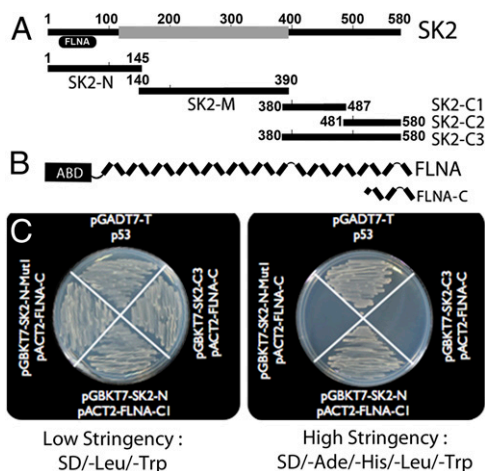 A
1 100 200 300 400 500 580
SK2
FLNA
1 145
SK2-N
140 390
SK2-M
380 487
SK2-C1
481 580
SK2-C2
380 580
SK2-C3
B
ABD
FLNA
FLNA-C
C
pGADT7-T
p53
pGBKT7-SK2-N-Mut1
pACT2-FLNA-C
pGBKT7-SK2-C3
pACT2-FLNA-C
pGBKT7-SK2-N
pACT2-FLNA-C1
Low Stringency :
SD/-Leu/-Trp
pGADT7-T
p53
pGBKT7-SK2-N-Mut1
pACT2-FLNA-C
pGBKT7-SK2-C3
pACT2-FLNA-C
pGBKT7-SK2-N
pACT2-FLNA-C1
High Stringency :
SD/-Ade/-His/-Leu/-Trp